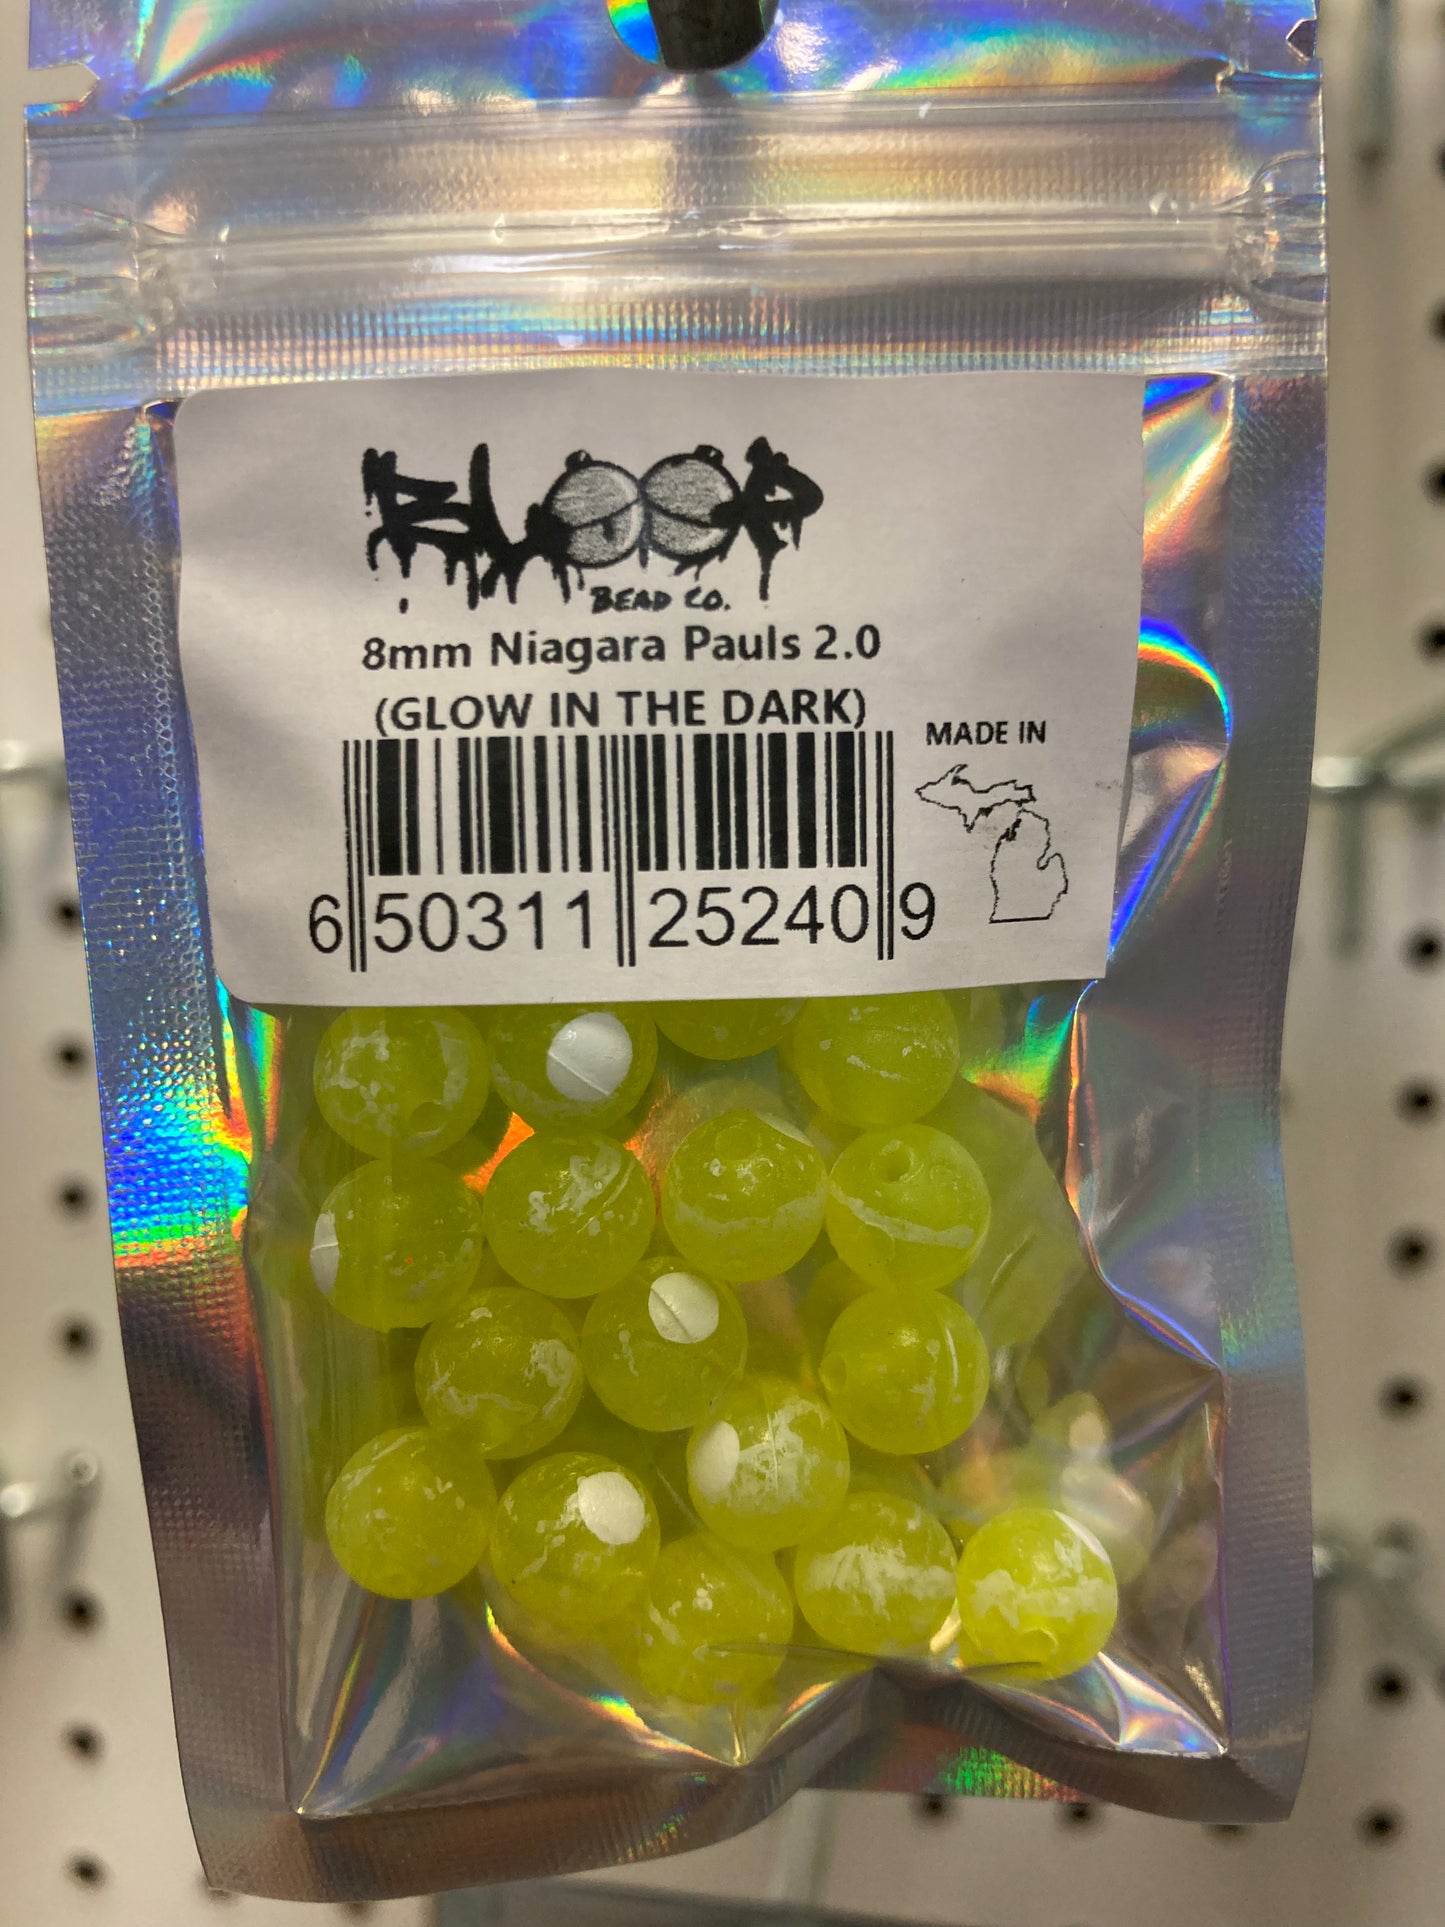 BLOOP
BEAD CO.
8mm Niagara Pauls 2.0
(GLOW IN THE DARK)
MADE IN
6 50311 25240 9